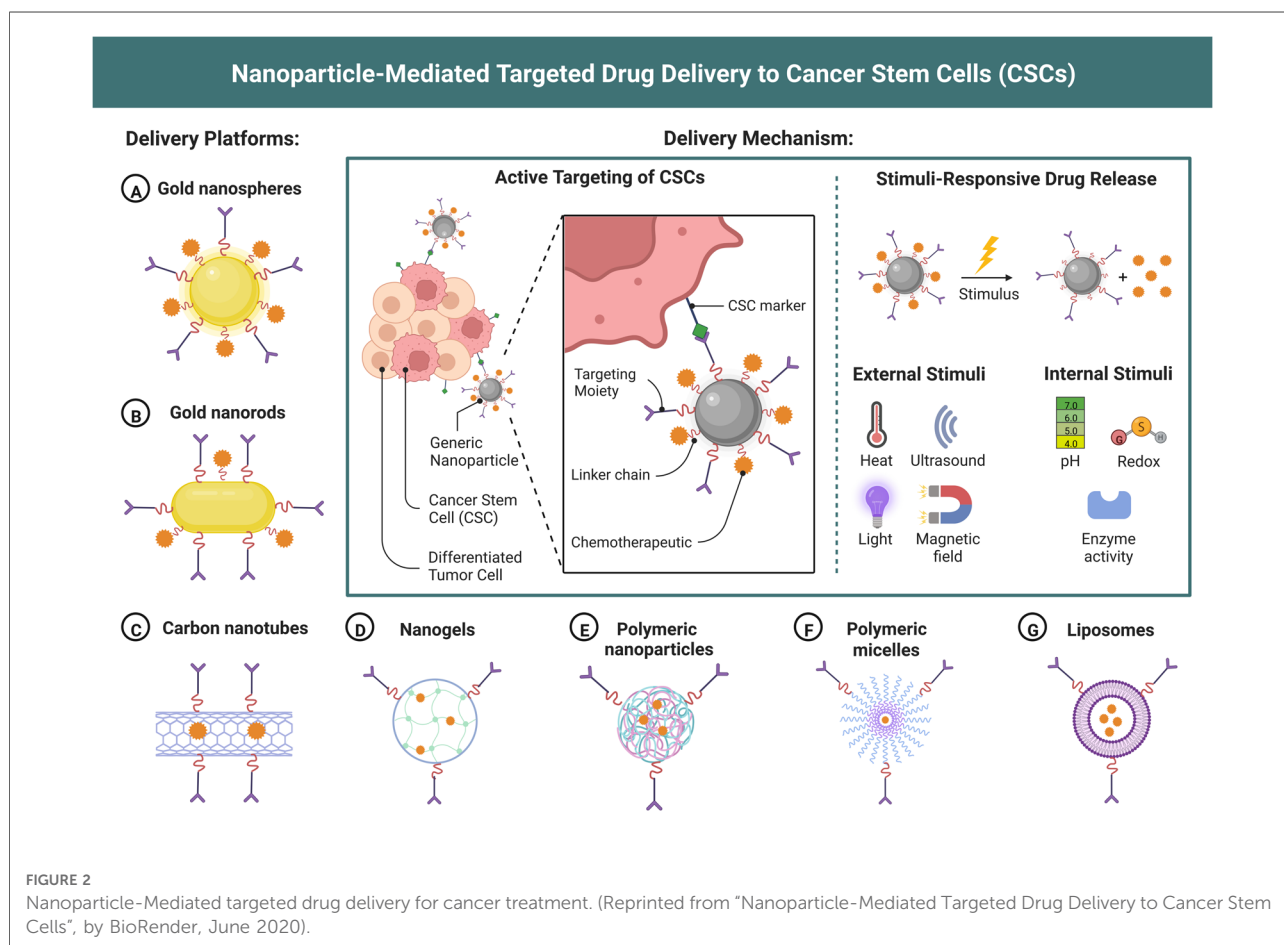 Nanoparticle-Mediated Targeted Drug Delivery to Cancer Stem Cells (CSCs)
Delivery Platforms:
Delivery Mechanism:
A Gold nanospheres
B Gold nanorods
Active Targeting of CSCs
Generic
Nanoparticle
Cancer Stem
Cell (CSC)
Differentiated
Tumor Cell
CSC marker
Targeting
Moiety
Linker chain
Chemotherapeutic
Stimuli-Responsive Drug Release
Stimulus
+
External Stimuli
Heat
Ultrasound
Light
Magnetic
field
Internal Stimuli
7.0
6.0
5.0
4.0
pH
G S H
Redox
Enzyme
activity
C Carbon nanotubes
D Nanogels
E Polymeric
nanoparticles
F Polymeric
micelles
G Liposomes
FIGURE 2
Nanoparticle-Mediated targeted drug delivery for cancer treatment. (Reprinted from “Nanoparticle-Mediated Targeted Drug Delivery to Cancer Stem
Cells”, by BioRender, June 2020).